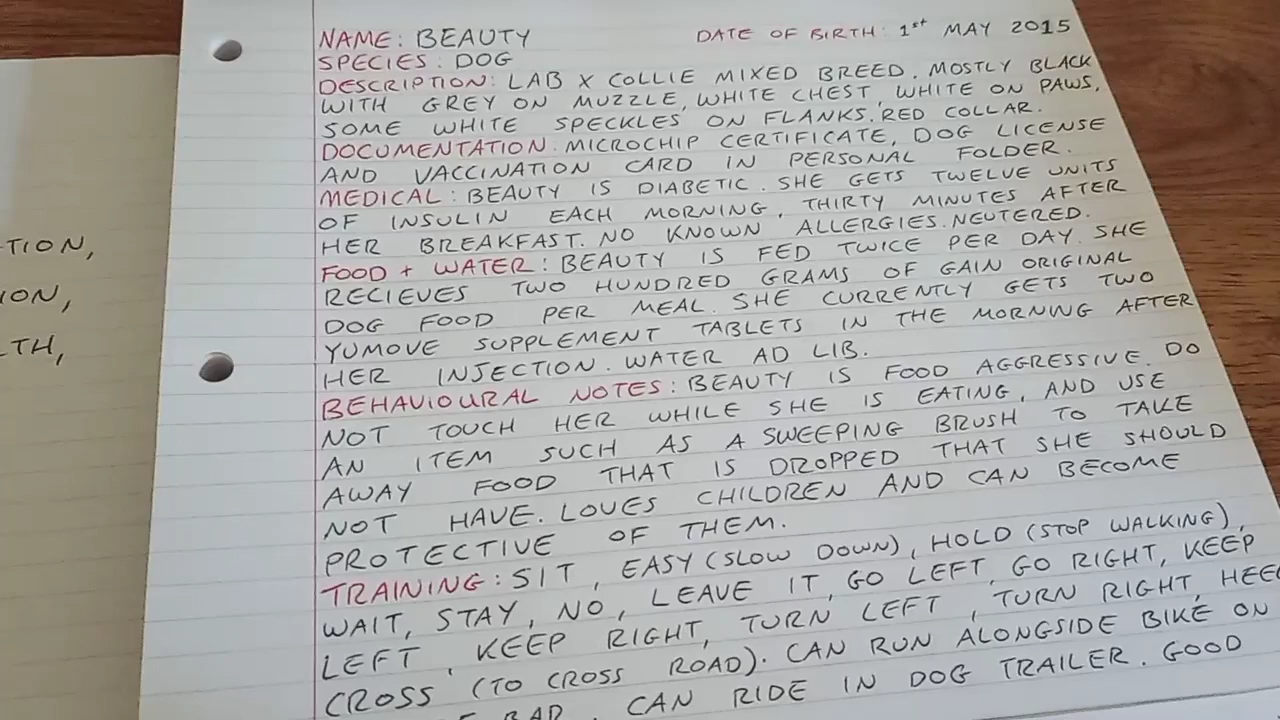 NAME: BEAUTY DATE OF BIRTH: 1st MAY 2015
SPECIES: DOG
DESCRIPTION: LAB X COLLIE MIXED BREED. MOSTLY BLACK
WITH GREY ON MUZZLE, WHITE CHEST, WHITE ON PAWS,
SOME WHITE SPECKLES ON FLANKS. RED COLLAR.
DOCUMENTATION: MICROCHIP CERTIFICATE, DOG LICENSE
AND VACCINATION CARD IN PERSONAL FOLDER.
MEDICAL: BEAUTY IS DIABETIC. SHE GETS TWELVE UNITS
OF INSULIN EACH MORNING, THIRTY MINUTES AFTER
HER BREAKFAST. NO KNOWN ALLERGIES. NEUTERED.
FOOD + WATER: BEAUTY IS FED TWICE PER DAY. SHE
RECIEVES TWO HUNDRED GRAMS OF GAIN ORIGINAL
DOG FOOD PER MEAL. SHE CURRENTLY GETS TWO
YUMOVE SUPPLEMENT TABLETS IN THE MORNING AFTER
HER INJECTION. WATER AD LIB.
BEHAVIOURAL NOTES: BEAUTY IS FOOD AGGRESSIVE. DO
NOT TOUCH HER WHILE SHE IS EATING, AND USE
AN ITEM SUCH AS A SWEEPING BRUSH TO TAKE
AWAY FOOD THAT IS DROPPED THAT SHE SHOULD
NOT HAVE. LOVES CHILDREN AND CAN BECOME
PROTECTIVE OF THEM.
TRAINING: SIT, EASY (SLOW DOWN), HOLD (STOP WALKING),
WAIT, STAY, NO, LEAVE IT, GO LEFT, GO RIGHT, KEEP
LEFT, KEEP RIGHT, TURN LEFT, TURN RIGHT, HEEL
CROSS (TO CROSS ROAD). CAN RUN ALONGSIDE BIKE ON
CAN RIDE IN DOG TRAILER. GOOD
TION,
ION,
LTH,